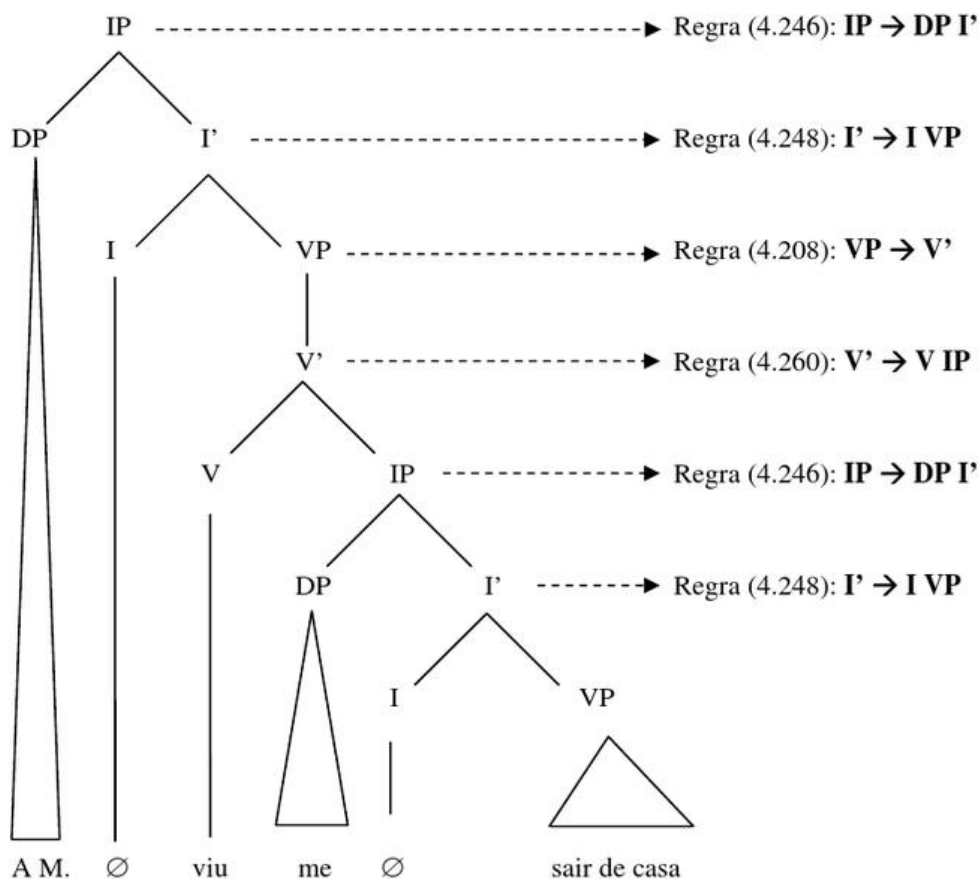 IP Regra (4.246): IP → DP I’
DP I’ Regra (4.248): I’ → I VP
I VP Regra (4.208): VP → V’
V’ Regra (4.260): V’ → V IP
V IP Regra (4.246): IP → DP I’
DP I’ Regra (4.248): I’ → I VP
I VP
A M. ∅ viu me ∅ sair de casa